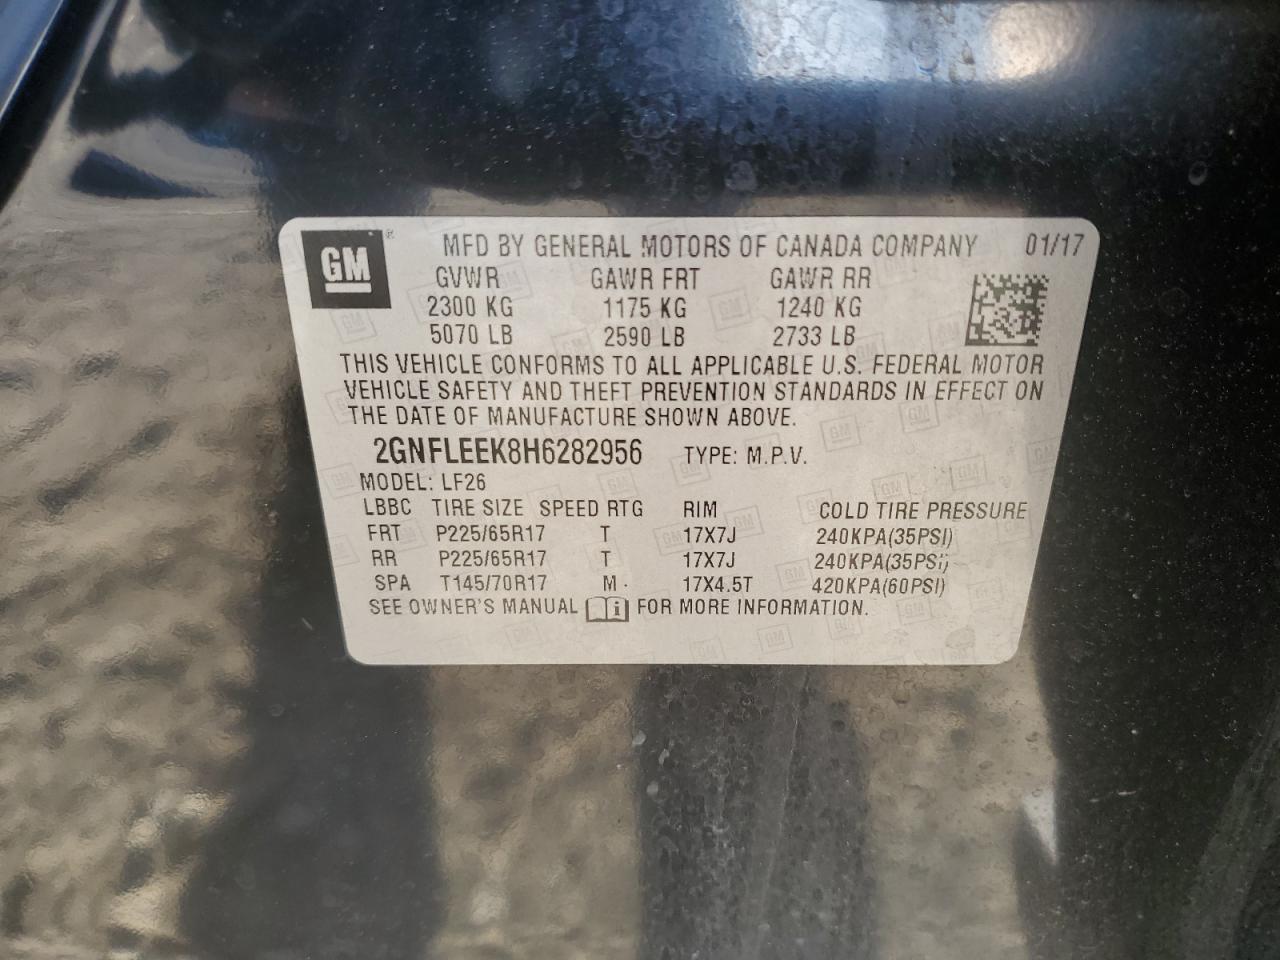 GM ® MFD BY GENERAL MOTORS OF CANADA COMPANY 01/17
GVWR GAWR FRT GAWR RR
2300 KG 1175 KG 1240 KG
5070 LB 2590 LB 2733 LB
THIS VEHICLE CONFORMS TO ALL APPLICABLE U.S. FEDERAL MOTOR
VEHICLE SAFETY AND THEFT PREVENTION STANDARDS IN EFFECT ON
THE DATE OF MANUFACTURE SHOWN ABOVE.
2GNFLEEK8H6282956 TYPE: M.P.V.
MODEL: LF26
LBBC TIRE SIZE SPEED RTG RIM COLD TIRE PRESSURE
FRT P225/65R17 T 17X7J 240KPA(35PSI)
RR P225/65R17 T 17X7J 240KPA(35PSI)
SPA T145/70R17 M 17X4.5T 420KPA(60PSI)
SEE OWNER'S MANUAL FOR MORE INFORMATION.